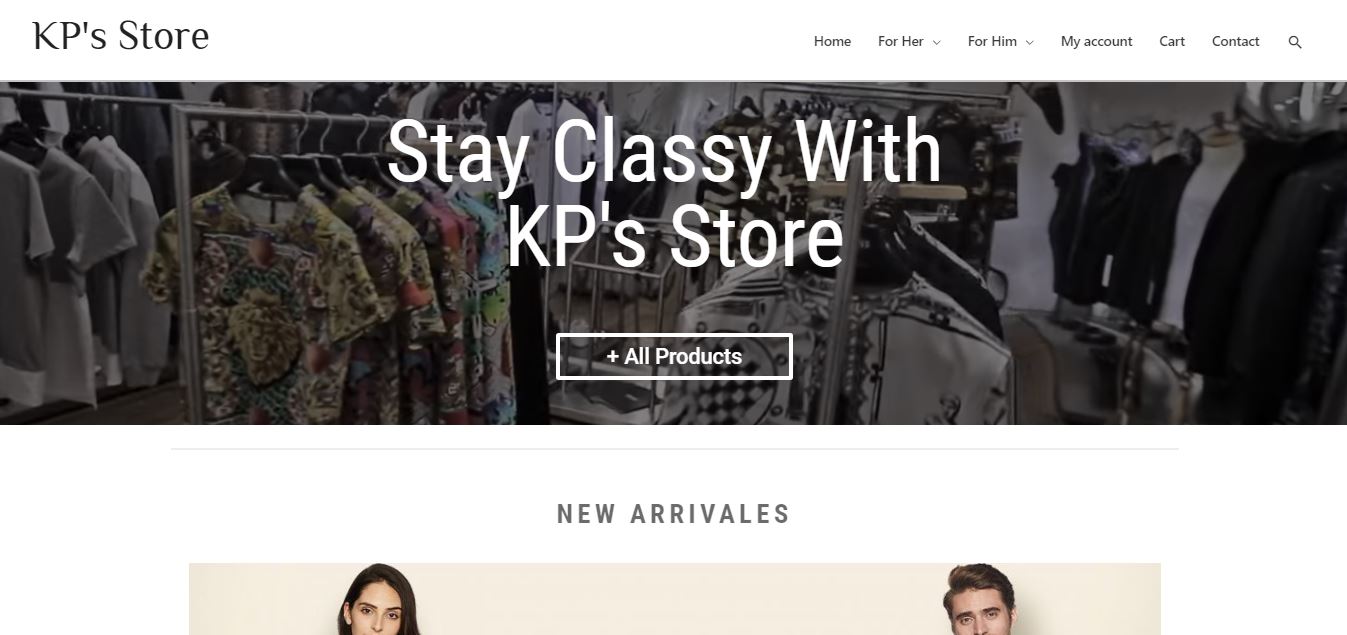 KP's Store
Home For Her For Him My account Cart Contact
Stay Classy With
KP's Store
+ All Products
NEW ARRIVALES